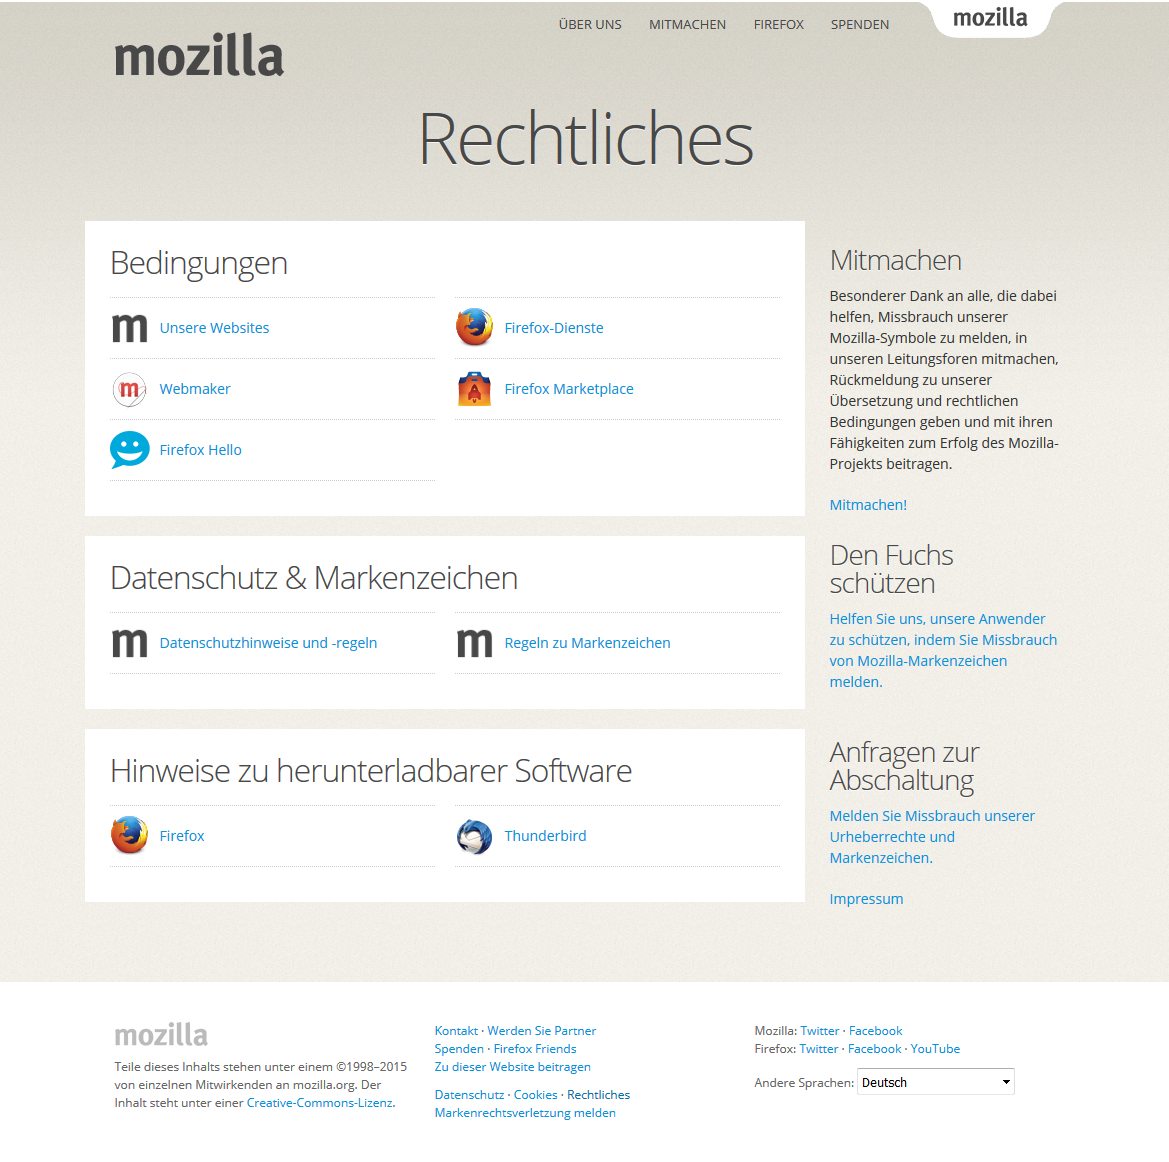 ÜBER UNS MITMACHEN FIREFOX SPENDEN
mozilla
mozilla
Rechtliches
Bedingungen
m Unsere Websites
Firefox-Dienste
m Webmaker
Firefox Marketplace
Firefox Hello
Datenschutz & Markenzeichen
m Datenschutzhinweise und -regeln
m Regeln zu Markenzeichen
Hinweise zu herunterladbarer Software
Firefox
Thunderbird
Mitmachen
Besonderer Dank an alle, die dabei
helfen, Missbrauch unserer
Mozilla-Symbole zu melden, in
unseren Leitungsforen mitmachen,
Rückmeldung zu unserer
Übersetzung und rechtlichen
Bedingungen geben und mit ihren
Fähigkeiten zum Erfolg des Mozilla-
Projekts beitragen.
Mitmachen!
Den Fuchs
schützen
Helfen Sie uns, unsere Anwender
zu schützen, indem Sie Missbrauch
von Mozilla-Markenzeichen
melden.
Anfragen zur
Abschaltung
Melden Sie Missbrauch unserer
Urheberrechte und
Markenzeichen.
Impressum
mozilla
Teile dieses Inhalts stehen unter einem ©1998–2015
von einzelnen Mitwirkenden an mozilla.org. Der
Inhalt steht unter einer Creative-Commons-Lizenz.
Kontakt · Werden Sie Partner
Spenden · Firefox Friends
Zu dieser Website beitragen
Datenschutz · Cookies · Rechtliches
Markenrechtsverletzung melden
Mozilla: Twitter · Facebook
Firefox: Twitter · Facebook · YouTube
Andere Sprachen: Deutsch